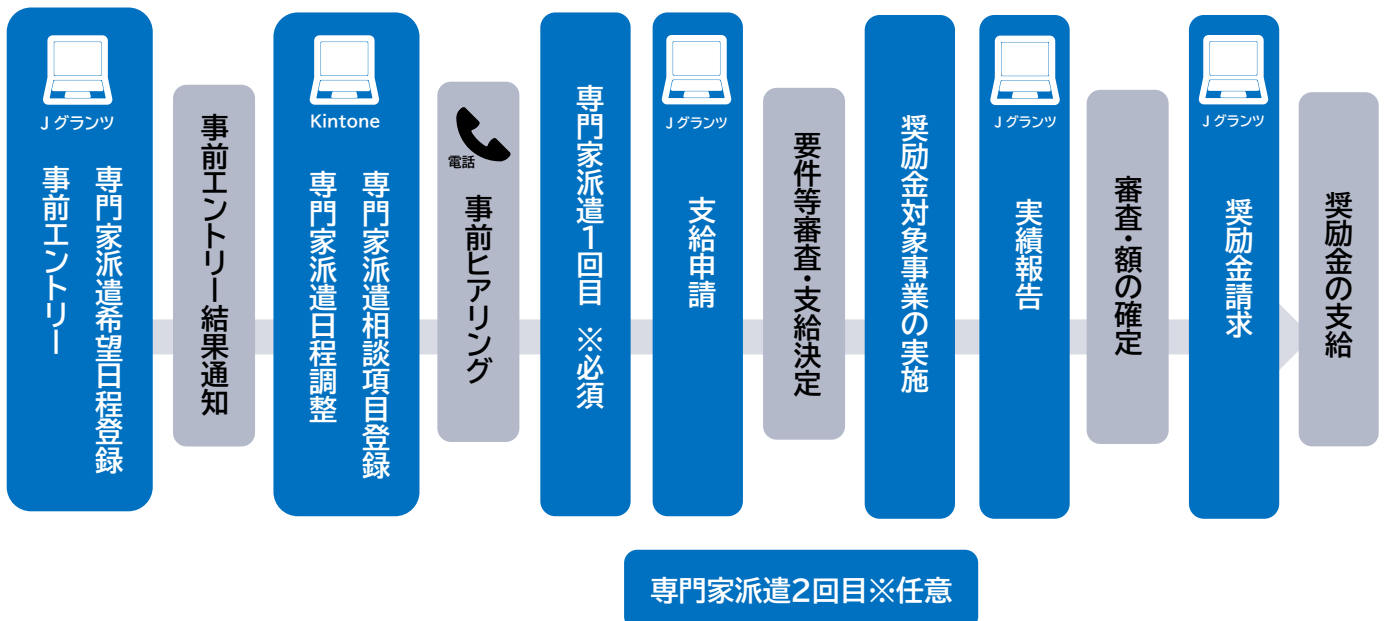 Jグランツ
専門家派遣希望日程登録
事前エントリー
事前エントリー結果通知
Kintone
専門家派遣相談項目登録
専門家派遣日程調整
電話
事前ヒアリング
専門家派遣1回目 ※必須
Jグランツ
支給申請
要件等審査・支給決定
奨励金対象事業の実施
Jグランツ
実績報告
審査・額の確定
Jグランツ
奨励金請求
奨励金の支給
専門家派遣2回目※任意